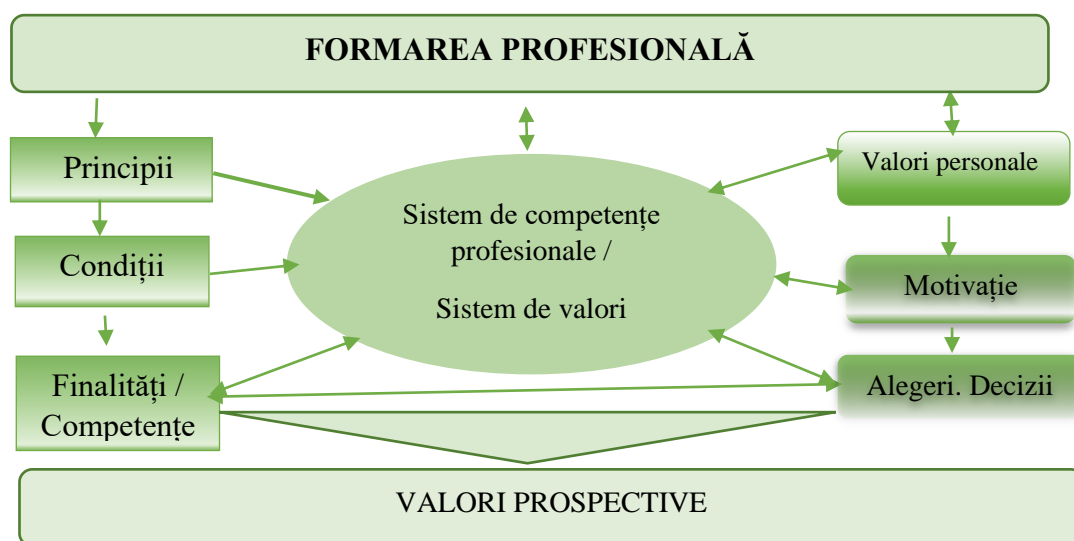 FORMAREA PROFESIONALĂ
Principii
Valori personale
Sistem de competențe
profesionale /
Condiții
Motivație
Sistem de valori
Finalități /
Competențe
Alegeri. Decizii
VALORI PROSPECTIVE